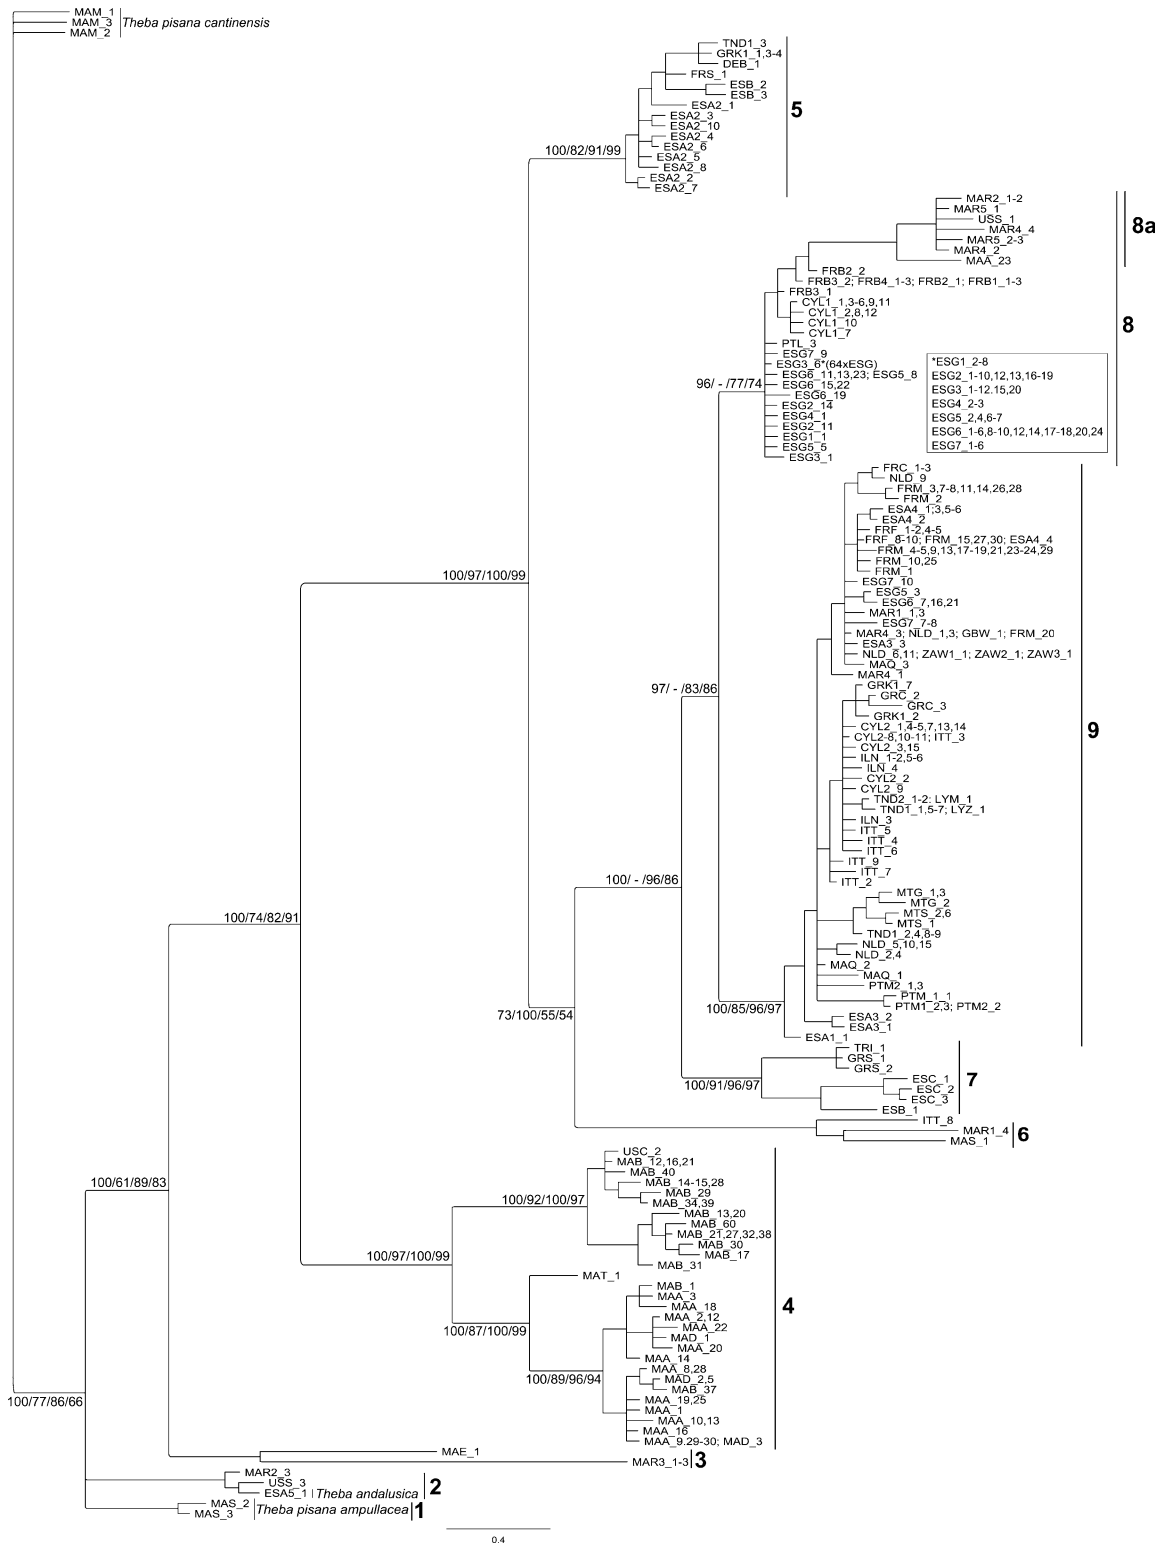 MAM_1
MAM_3
Theba pisana cantinensis
MAM_2
TND1_3
GRK1_1,3-4
DEB_1
FRS_1
ESB_2
ESB_3
ESA2_1
5
ESA2_3
ESA2_10
ESA2_4
ESA2_6
100/82/91/99
ESA2_5
ESA2_8
ESA2_2
ESA2_7
MAR2_1-2
MAR5_1
USS_1
8a
MAR4_4
MAR5_2-3
MAR4_2
MAA_23
FRB2_2
FRB3_2; FRB4_1-3; FRB2_1; FRB1_1-3
FRB3_1
CYL1_1,3-6,9,11
CYL1_2,8,12
CYL1_10
8
CYL1_7
PTL_3
ESG7_9
ESG3_6*(64xESG)
ESG6_11,13,23; ESG5_8
96/ - /77/74
ESG6_15,22
ESG6_19
ESG2_14
ESG4_1
ESG2_11
ESG1_1
ESG5_5
ESG3_1
*ESG1_2-8
ESG2_1-10,12,13,16-19
ESG3_1-12.15,20
ESG4_2-3
ESG5_2,4,6-7
ESG6_1-6,8-10,12,14,17-18,20,24
ESG7_1-6
FRC_1-3
NLD_9
FRM_3,7-8,11,14,26,28
FRM_2
ESA4_1;3,5-6
ESA4_2
FRF_1-2,4-5
FRF_8-10; FRM_15,27,30; ESA4_4
FRM_4-5,9,13,17-19,21,23-24,29
FRM_10,25
FRM_1
100/97/100/99
ESG7_10
ESG5_3
ESG6_7,16,21
MAR1_1,3
ESG7_7-8
MAR4_3; NLD_1,3; GBW_1; FRM_20
ESA3_3
NLD_6,11; ZAW1_1; ZAW2_1; ZAW3_1
MAQ_3
MAR4_1
GRK1_7
97/ - /83/86
GRC_2
GRC_3
GRK1_2
CYL2_1,4-5,7,13,14
9
CYL2-8,10-11; ITT_3
CYL2_3,15
ILN_1-2,5-6
ILN_4
CYL2_2
CYL2_9
TND2_1-2: LYM_1
TND1_1,5-7; LYZ_1
ILN_3
ITT_5
ITT_4
ITT_6
ITT_9
ITT_7
100/ - /96/86
ITT_2
MTG_1,3
MTG_2
MTS_2,6
100/74/82/91
MTS_1
TND1_2,4,8-9
NLD_5,10,15
NLD_2,4
MAQ_2
MAQ_1
PTM2_1,3
PTM_1_1
PTM1_2,3; PTM2_2
100/85/96/97
73/100/55/54
ESA3_2
ESA3_1
ESA1_1
TRI_1
GRS_1
GRS_2
ESC_1
7
100/91/96/97
ESC_2
ESC_3
ESB_1
ITT_8
MAR1_4
6
MAS_1
USC_2
MAB_12,16,21
MAB_40
100/61/89/83
MAB_14-15,28
MAB_29
100/92/100/97
MAB_34,39
MAB_13,20
MAB_60
MAB_21,27,32,38
MAB_30
MAB_17
100/97/100/99
MAB_31
MAT_1
MAB_1
MAA_3
MAA_18
4
MAA_2,12
MAA_22
100/87/100/99
MAD_1
MAA_20
MAA_14
MAA_8,28
100/89/96/94
MAD_2,5
MAB_37
MAA_19,25
100/77/86/66
MAA_1
MAA_10,13
MAA_16
MAA_9.29-30; MAD_3
MAE_1
MAR3_1-3
3
MAR2_3
USS_3
2
ESA5_1
Theba andalusica
MAS_2
Theba pisana ampullacea
1
MAS_3
0.4